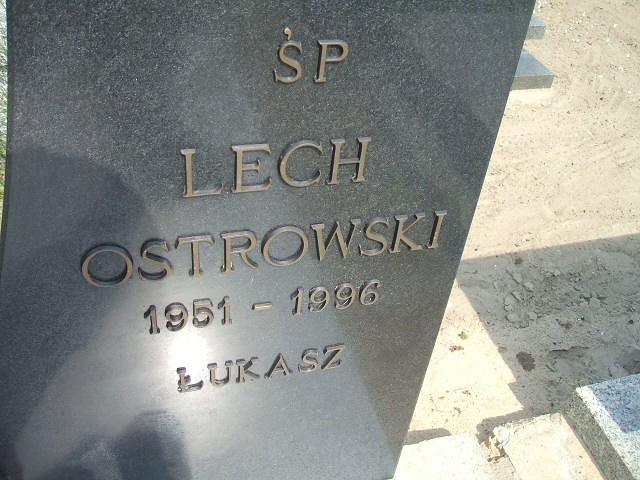 ŚP
LECH
OSTROWSKI
1951 - 1996
ŁUKASZ